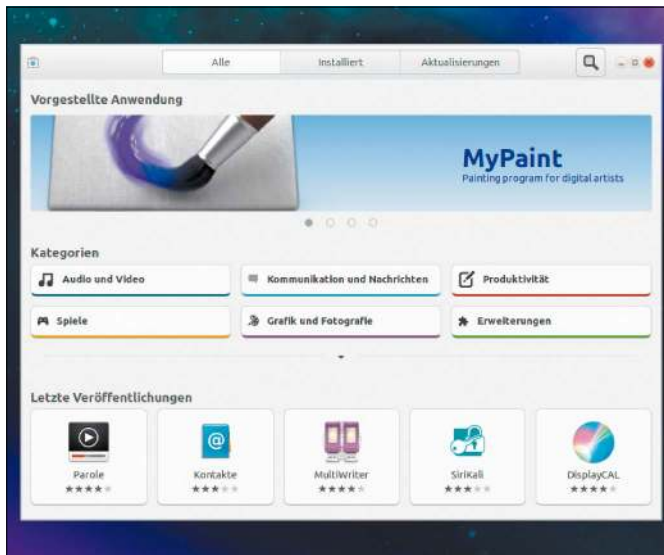 Alle
Installiert
Aktualisierungen
Vorgestellte Anwendung
MyPaint
Painting program for digital artists
Kategorien
Audio und Video
Kommunikation und Nachrichten
Produktivität
Spiele
Grafik und Fotografie
Erweiterungen
Letzte Veröffentlichungen
Parole
Kontakte
MultiWriter
SiriKali
DisplayCAL